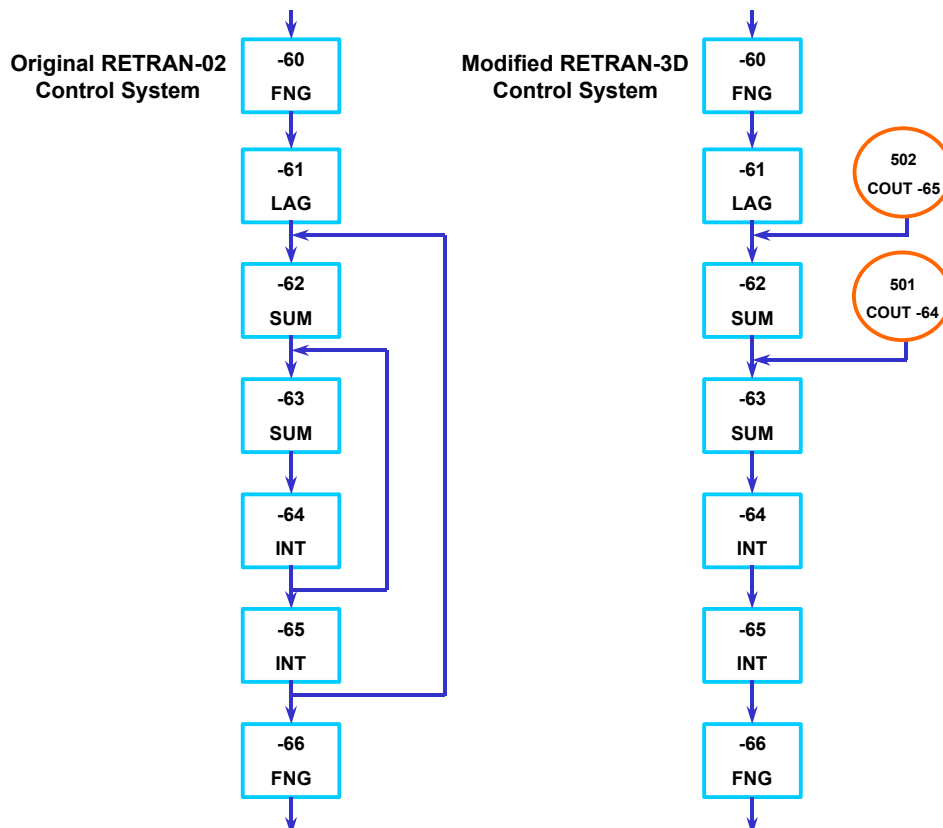 Original RETRAN-02
Control System
-60
FNG
-61
LAG
-62
SUM
-63
SUM
-64
INT
-65
INT
-66
FNG
Modified RETRAN-3D
Control System
-60
FNG
-61
LAG
502
COUT -65
-62
SUM
501
COUT -64
-63
SUM
-64
INT
-65
INT
-66
FNG